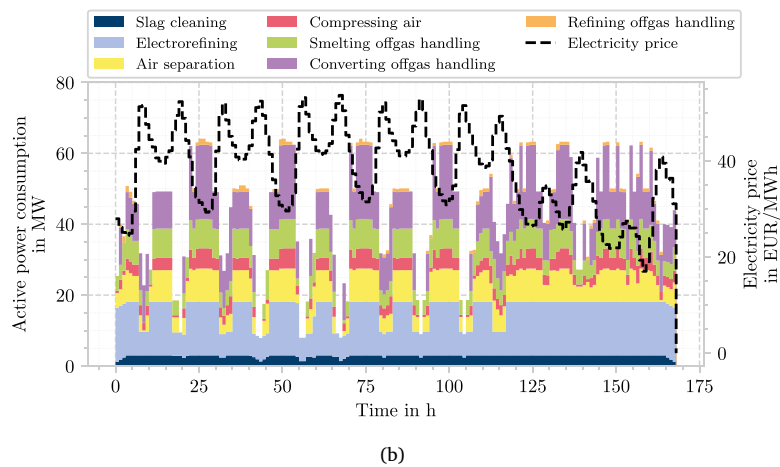 Slag cleaning Compressing air Refining offgas handling
Electrorefining Smelting offgas handling Electricity price
Air separation Converting offgas handling
80
60
40
20
0
Active power consumption
in MW
40
20
0
Electricity price
in EUR/MWh
0 25 50 75 100 125 150 175
Time in h
(b)